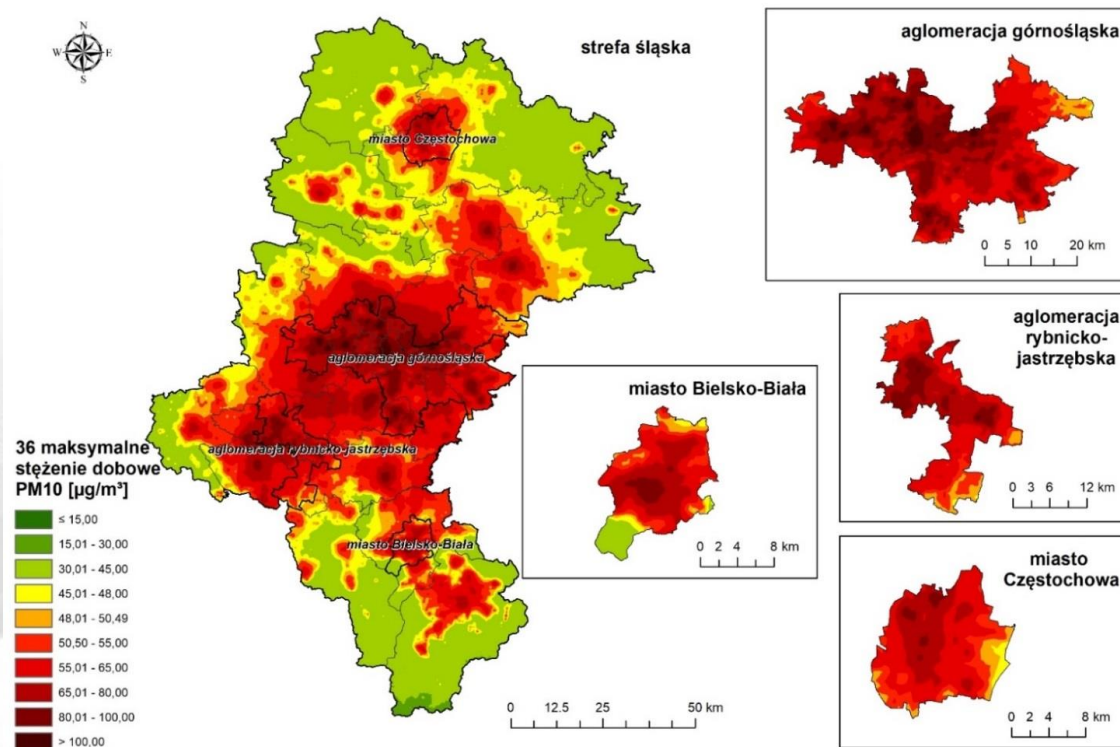 N
W E
S
strefa śląska
miasto Częstochowa
aglomeracja górnośląska
aglomeracja rybnicko-jastrzębska
miasto Bielsko-Biała
36 maksymalne
stężenie dobowe
PM10 [µg/m³]
≤ 15,00
15,01 - 30,00
30,01 - 45,00
45,01 - 48,00
48,01 - 50,49
50,50 - 55,00
55,01 - 65,00
65,01 - 80,00
80,01 - 100,00
> 100,00
0 12.5 25 50 km
miasto Bielsko-Biała
0 2 4 8 km
aglomeracja górnośląska
0 5 10 20 km
aglomeracja
rybnicko-
jastrzębska
0 3 6 12 km
miasto
Częstochowa
0 2 4 8 km